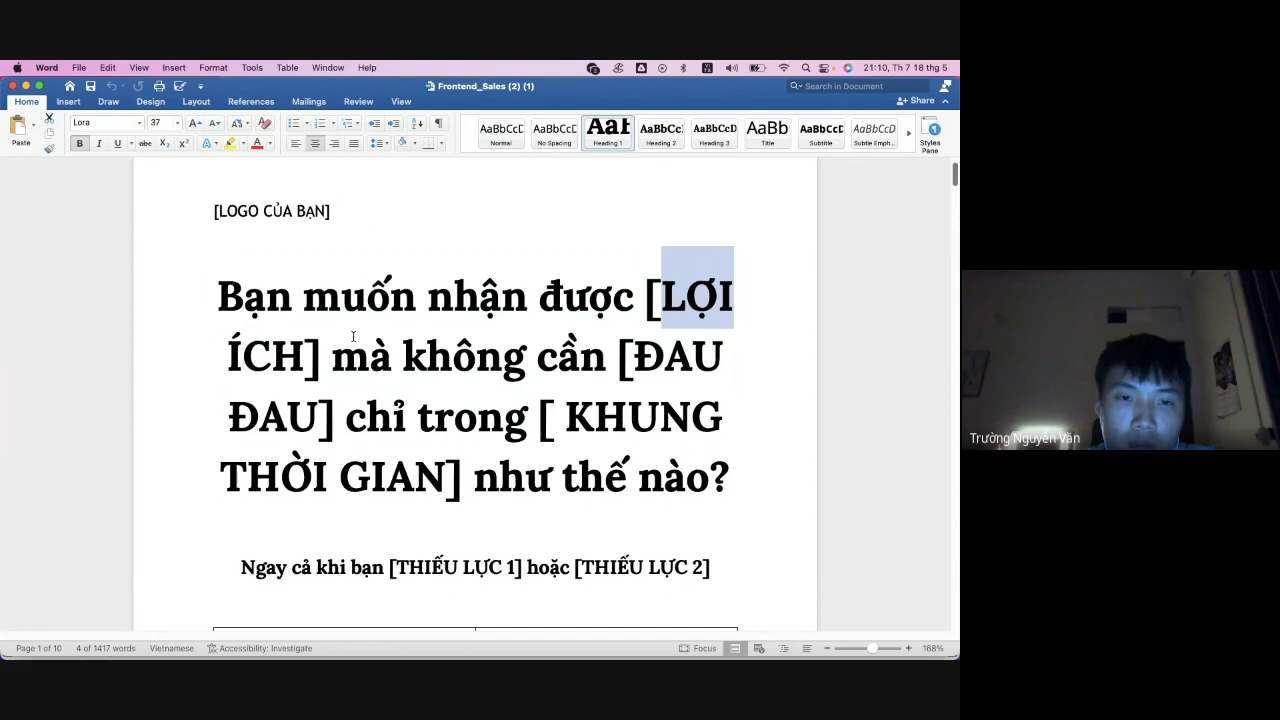 Word File Edit View Insert Format Tools Table Window Help 21:10, Th 7 18 thg 5
Frontend_Sales (2) (1) Search in Document
Home Insert Draw Design Layout References Mailings Review View Share
Paste Lora 37 AaBbCcD Normal AaBbCcD No Spacing AaB Heading 1 AaBbCc Heading 2 AaBbCcD Heading 3 AaBb Title AaBbCcD Subtitle AaBbCcD Subtle Emph... Styles Pane
[LOGO CỦA BẠN]
Bạn muốn nhận được [LỢI
ÍCH] mà không cần [ĐAU
ĐAU] chỉ trong [ KHUNG
THỜI GIAN] như thế nào?
Ngay cả khi bạn [THIẾU LỰC 1] hoặc [THIẾU LỰC 2]
Trường Nguyễn Văn
Page 1 of 10 4 of 1417 words Vietnamese Accessibility: Investigate Focus 168%